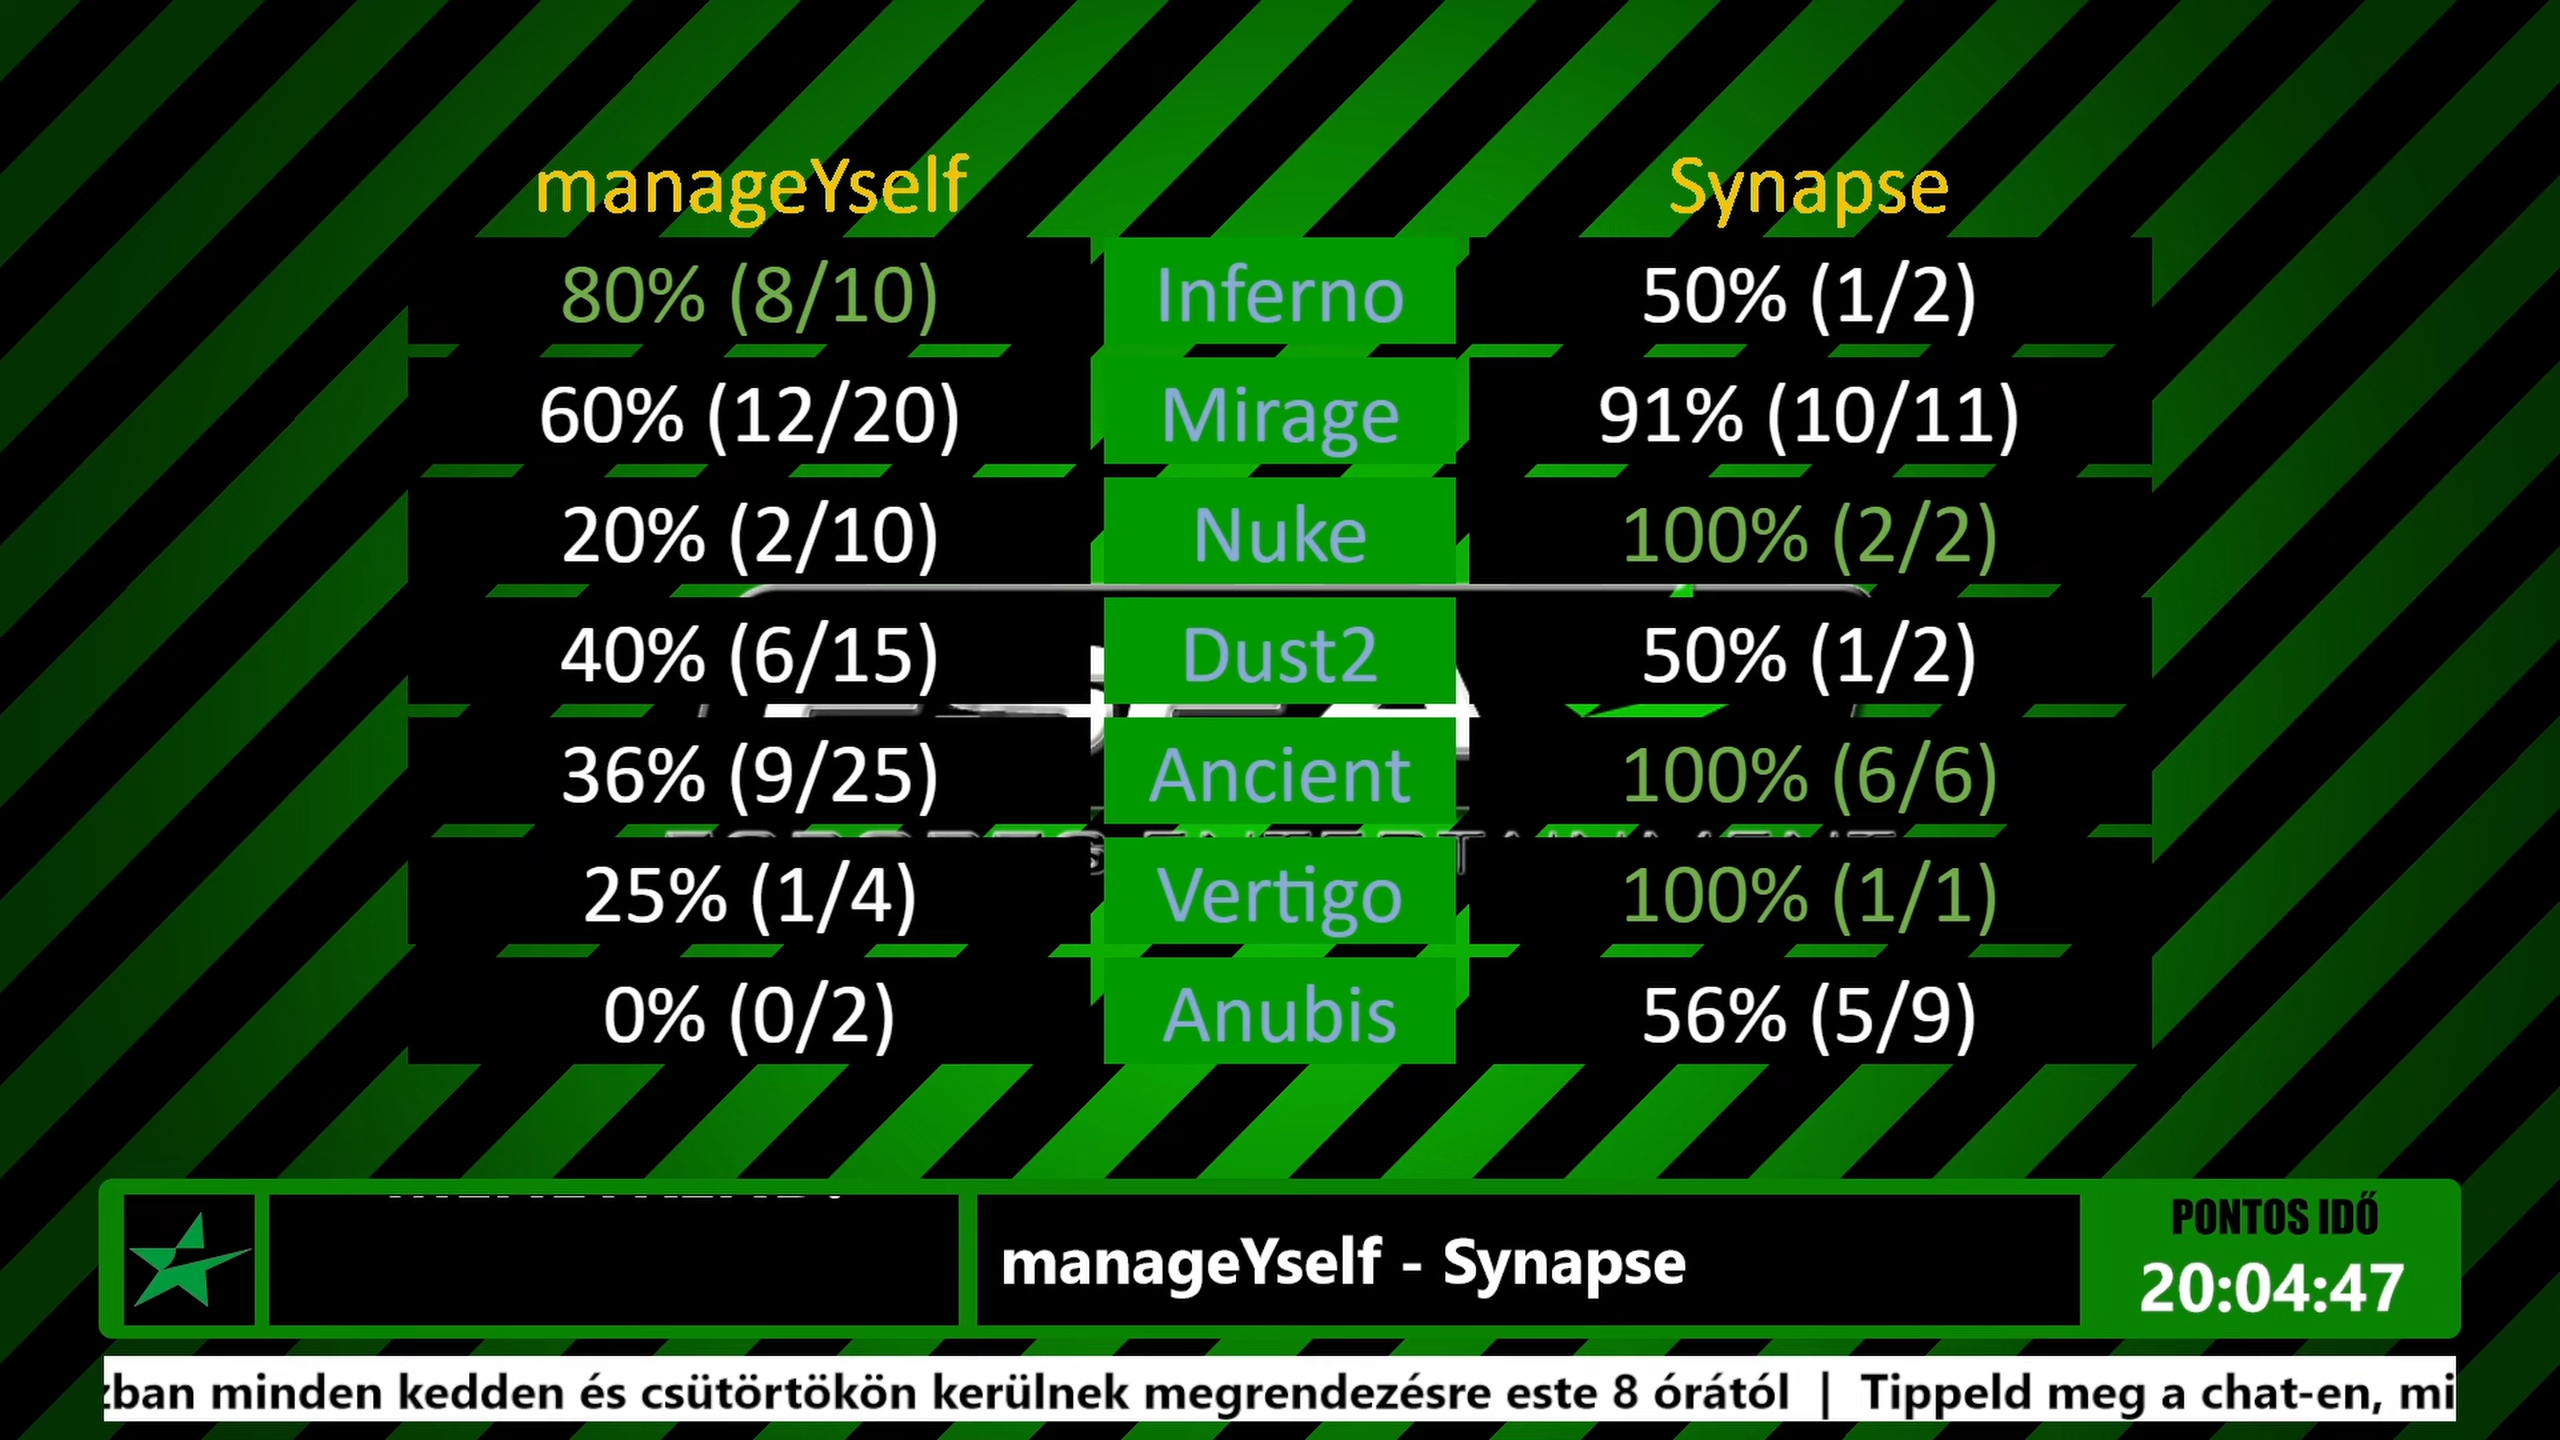 manageYself Synapse
80% (8/10) Inferno 50% (1/2)
60% (12/20) Mirage 91% (10/11)
20% (2/10) Nuke 100% (2/2)
40% (6/15) Dust2 50% (1/2)
36% (9/25) Ancient 100% (6/6)
25% (1/4) Vertigo 100% (1/1)
0% (0/2) Anubis 56% (5/9)
manageYself - Synapse
PONTOS IDŐ
20:04:47
minden kedden és csütörtökön kerülnek megrendezésre este 8 órától | Tippeld meg a chat-en,